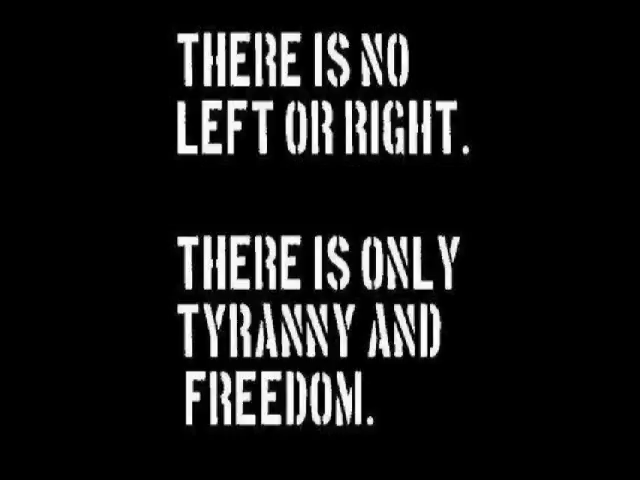 THERE IS NO
LEFT OR RIGHT.
THERE IS ONLY
TYRANNY AND
FREEDOM.